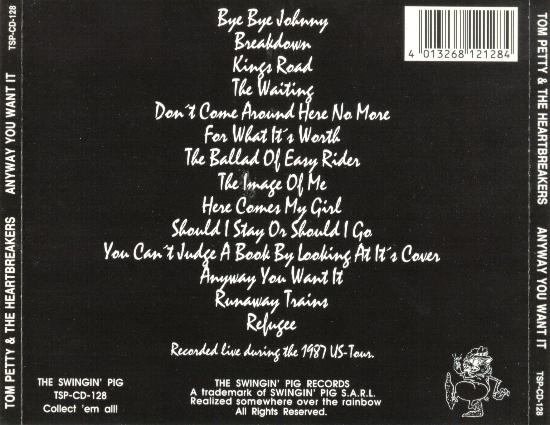 TSP-CD-128
ANYWAY YOU WANT IT
TOM PETTY & THE HEARTBREAKERS
Bye Bye Johnny
Breakdown
Kings Road
The Waiting
Don´t Come Around Here No More
For What It´s Worth
The Ballad Of Easy Rider
The Image Of Me
Here Comes My Girl
Should I Stay Or Should I Go
You Can´t Judge A Book By Looking At It´s Cover
Anyway You Want It
Runaway Trains
Refugee
Recorded live during the 1987 US-Tour.
4 013268 121284
THE SWINGIN' PIG
TSP-CD-128
Collect 'em all!
THE SWINGIN' PIG RECORDS
A trademark of SWINGIN' PIG S.A.R.L.
Realized somewhere over the rainbow
All Rights Reserved.
TOM PETTY & THE HEARTBREAKERS
ANYWAY YOU WANT IT
TSP-CD-128